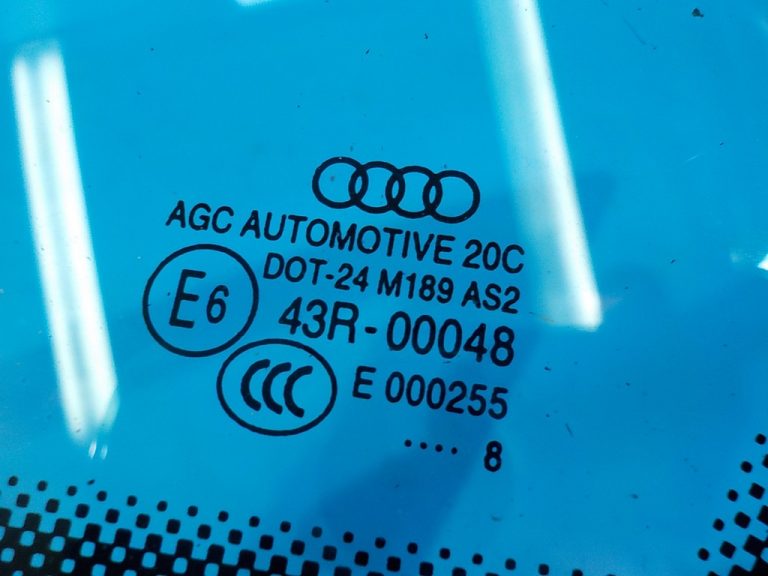 AGC AUTOMOTIVE 20C
DOT-24 M189 AS2
E6 43R-00048
CCC E 000255
.... 8